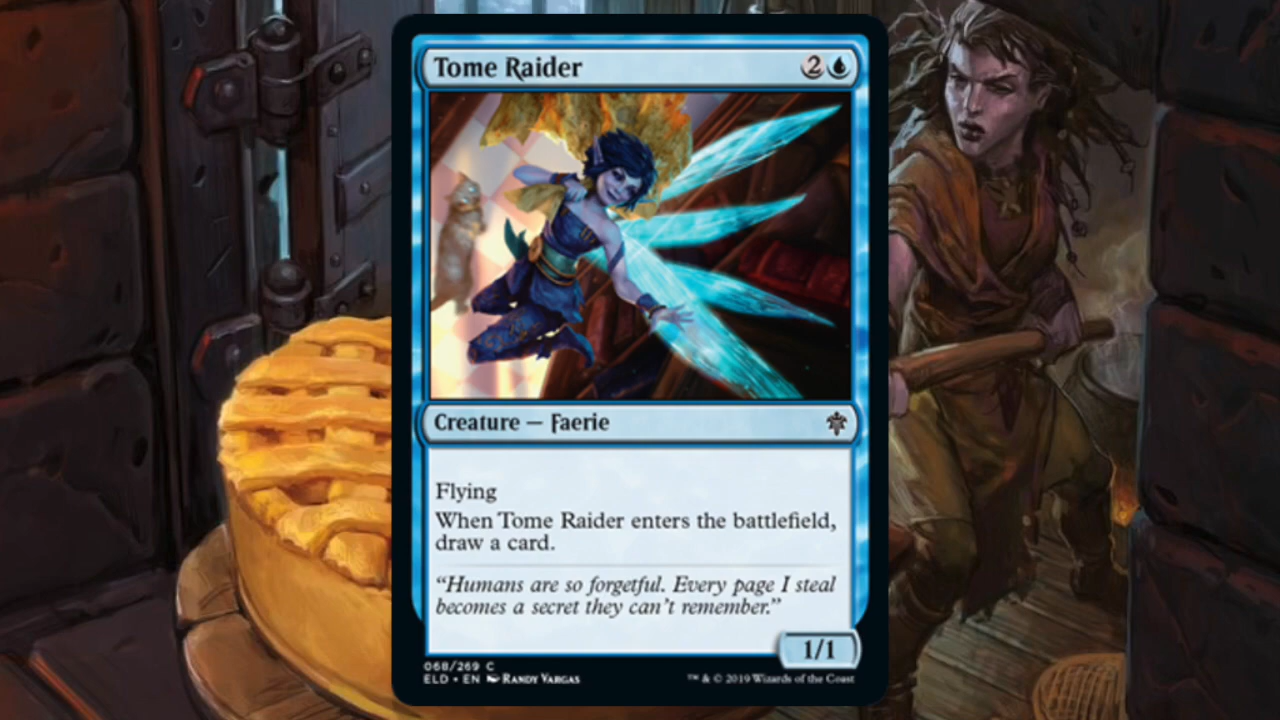 Tome Raider 2
Creature — Faerie
Flying
When Tome Raider enters the battlefield,
draw a card.
“Humans are so forgetful. Every page I steal
becomes a secret they can’t remember.”
1/1
068/269 C
ELD • EN Randy Vargas
™ & © 2019 Wizards of the Coast